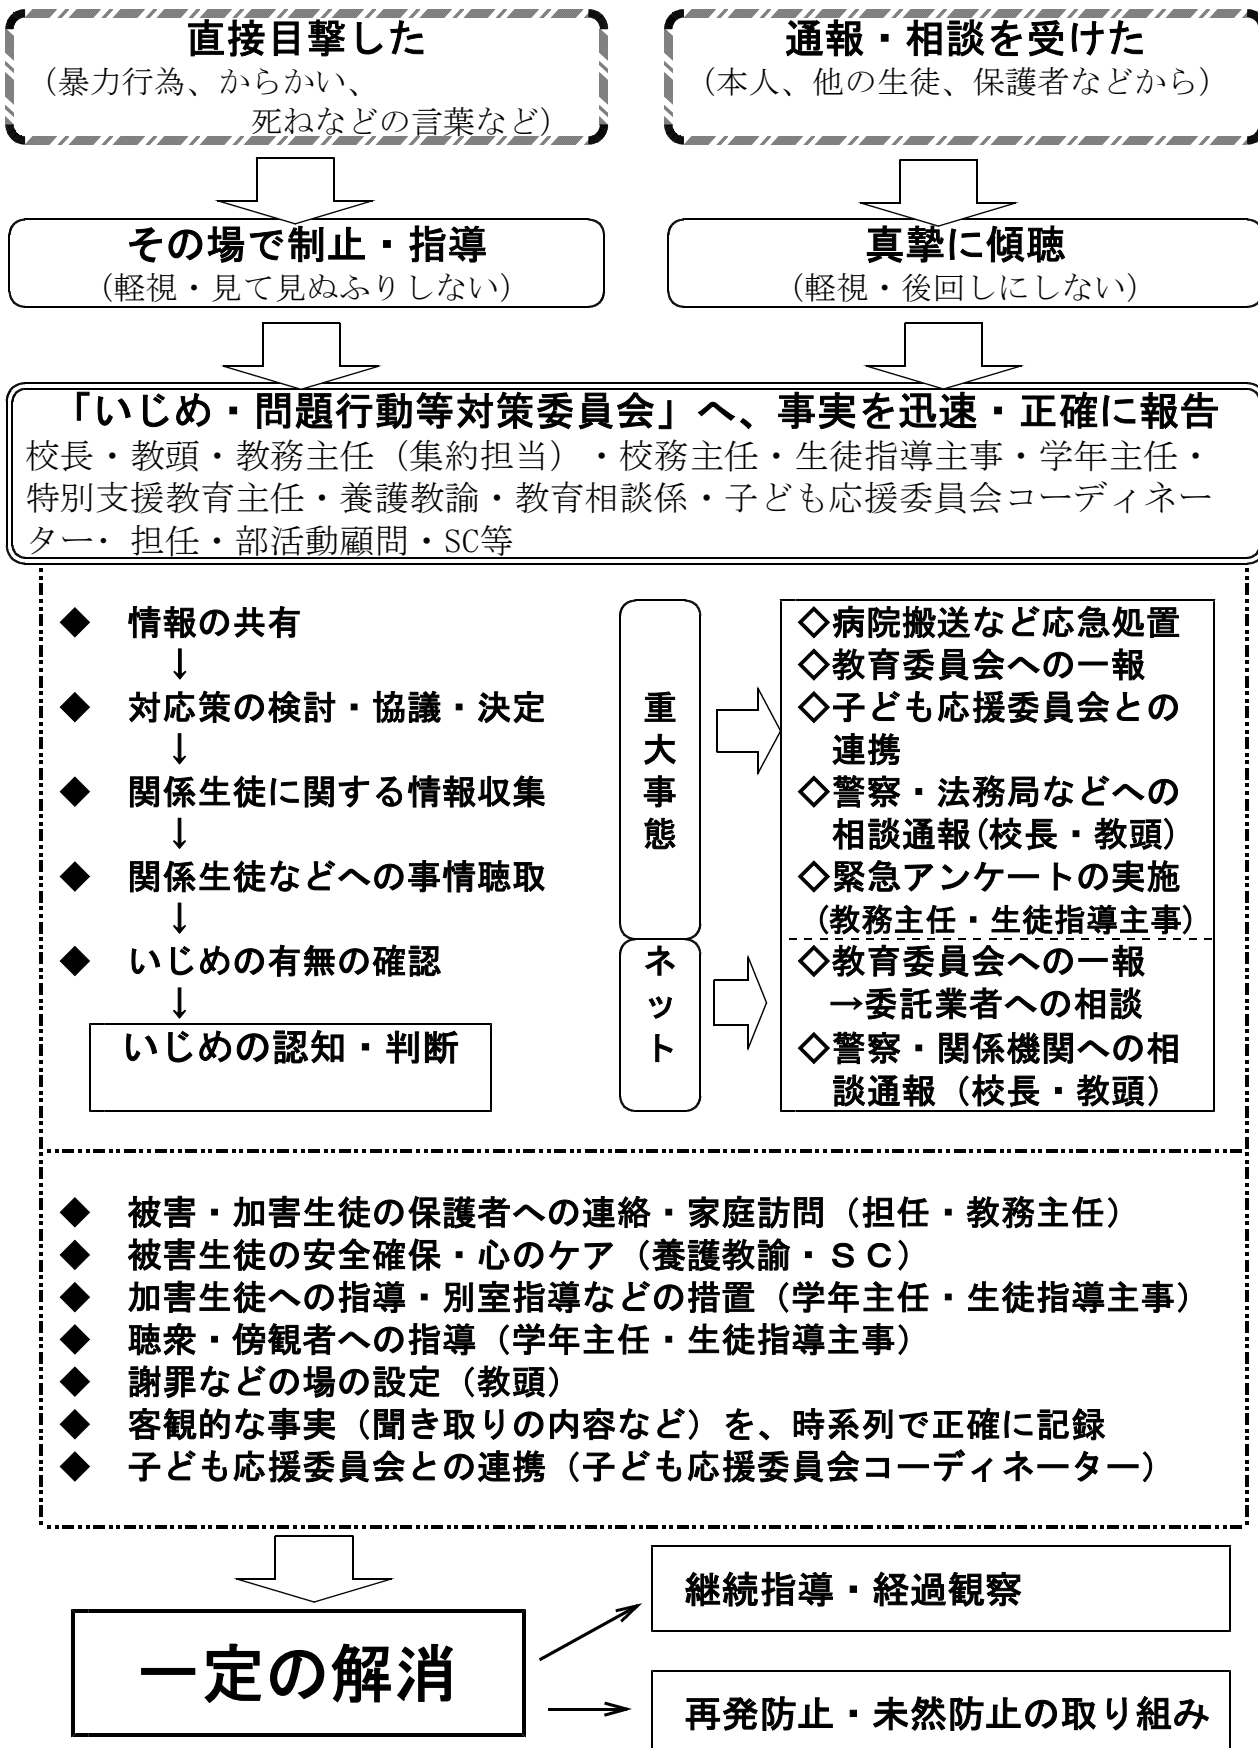 直接目撃した
（暴力行為、からかい、
死ねなどの言葉など）
通報・相談を受けた
（本人、他の生徒、保護者などから）
その場で制止・指導
（軽視・見て見ぬふりしない）
真摯に傾聴
（軽視・後回しにしない）
「いじめ・問題行動等対策委員会」へ、事実を迅速・正確に報告
校長・教頭・教務主任（集約担当）・校務主任・生徒指導主事・学年主任・
特別支援教育主任・養護教諭・教育相談係・子ども応援委員会コーディネー
ター・ 担任・部活動顧問・SC等
◆ 情報の共有
↓
◆ 対応策の検討・協議・決定
↓
◆ 関係生徒に関する情報収集
↓
◆ 関係生徒などへの事情聴取
↓
◆ いじめの有無の確認
↓
いじめの認知・判断
重大事態
◇病院搬送など応急処置
◇教育委員会への一報
◇子ども応援委員会との
連携
◇警察・法務局などへの
相談通報(校長・教頭)
◇緊急アンケートの実施
(教務主任・生徒指導主事)
ネット
◇教育委員会への一報
→委託業者への相談
◇警察・関係機関への相
談通報（校長・教頭）
◆ 被害・加害生徒の保護者への連絡・家庭訪問（担任・教務主任）
◆ 被害生徒の安全確保・心のケア（養護教諭・ＳＣ）
◆ 加害生徒への指導・別室指導などの措置（学年主任・生徒指導主事）
◆ 聴衆・傍観者への指導（学年主任・生徒指導主事）
◆ 謝罪などの場の設定（教頭）
◆ 客観的な事実（聞き取りの内容など）を、時系列で正確に記録
◆ 子ども応援委員会との連携（子ども応援委員会コーディネーター）
一定の解消
継続指導・経過観察
再発防止・未然防止の取り組み